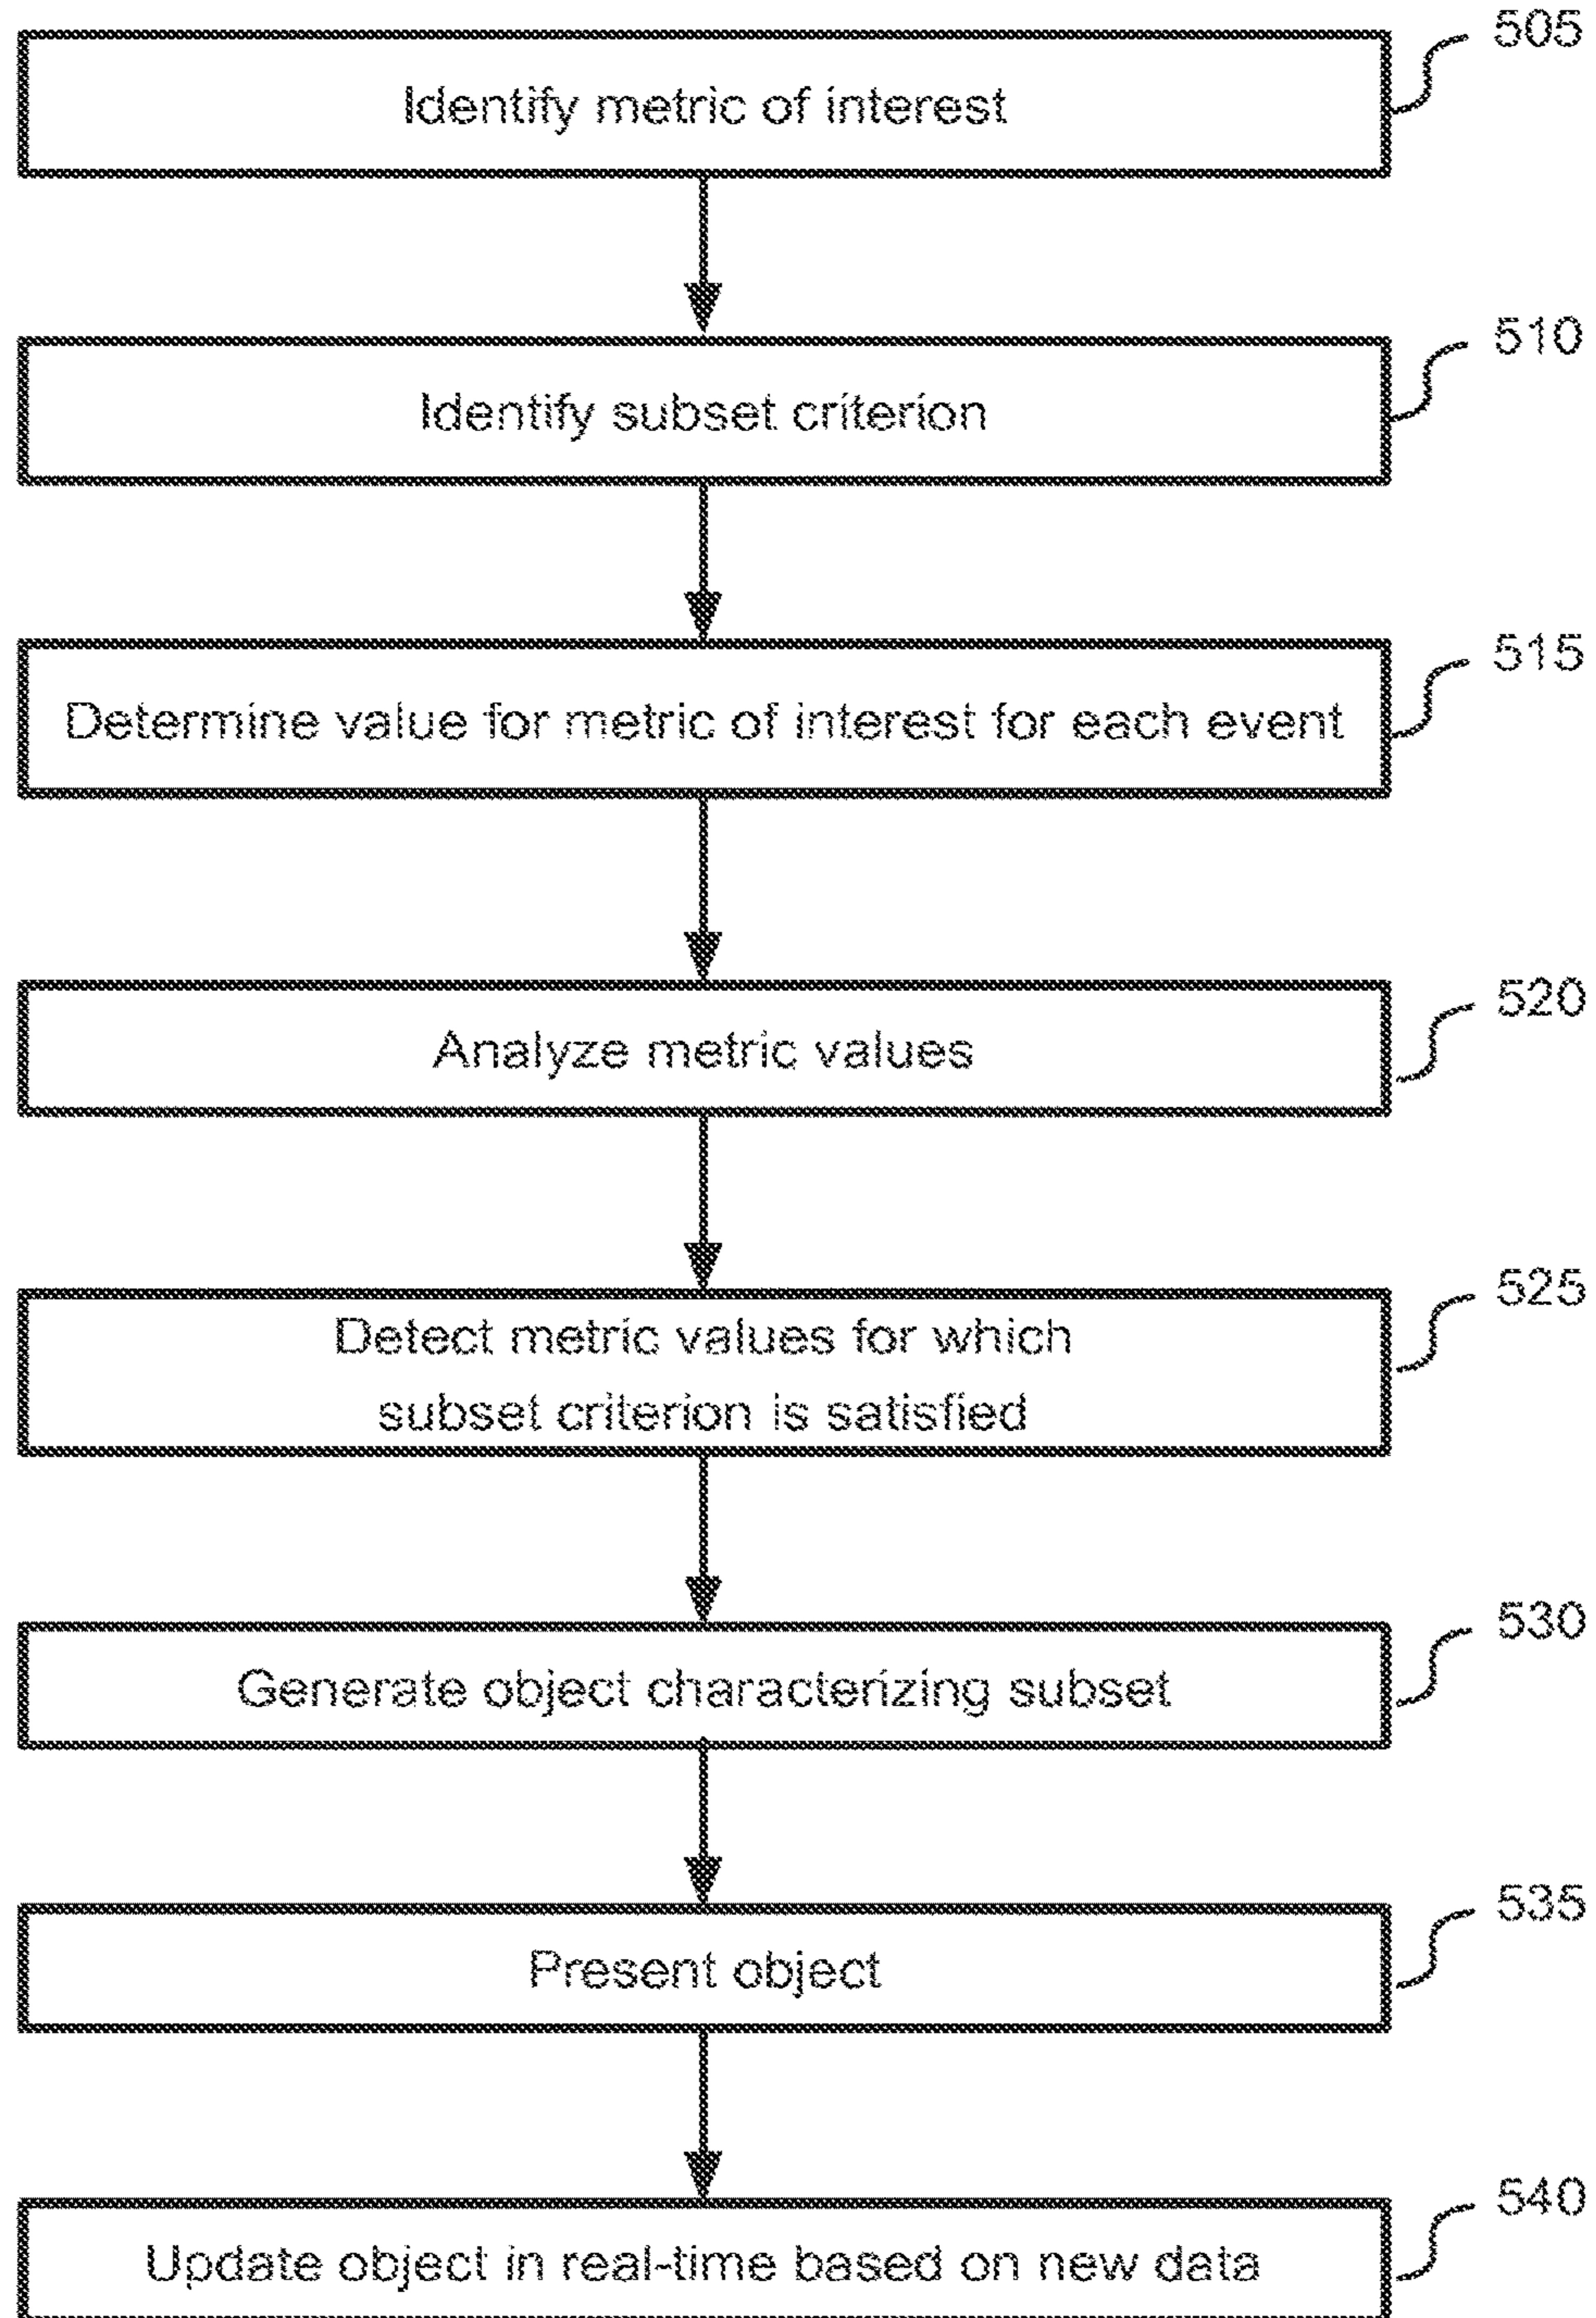 505
Identify metric of interest
510
Identify subset criterion
515
Determine value for metric of interest for each event
520
Analyze metric values
525
Detect metric values for which
subset criterion is satisfied
530
Generate object characterizing subset
535
Present object
540
Update object in real-time based on new data